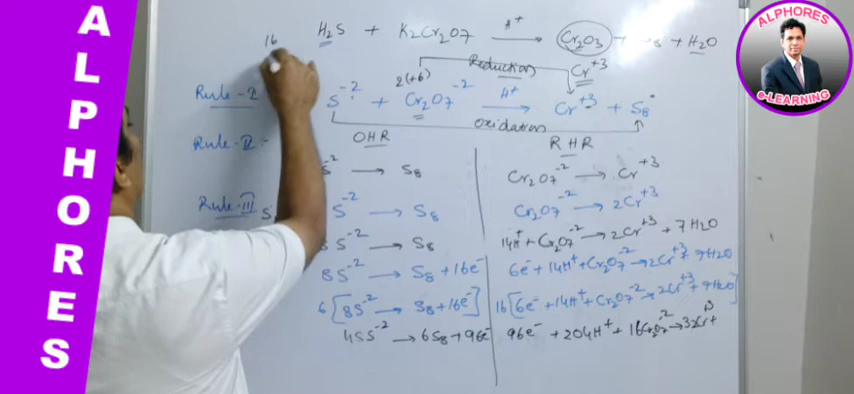 ALPHORES
ALPHORES
e-LEARNING
16 H2S + K2Cr2O7 H+ → Cr2O3 + S8 + H2O
Reduction Cr+3
2(+6)
Rule-I S-2 + Cr2O7-2 H+ → Cr+3 + S8°
oxidation
Rule-II - OHR RHR
S-2 → S8 Cr2O7-2 → Cr+3
Rule-III S-2 → S8 Cr2O7-2 → 2Cr+3
8S-2 → S8 14H+ + Cr2O7-2 → 2Cr+3 + 7H2O
8S-2 → S8 + 16e- 6e- + 14H+ + Cr2O7-2 → 2Cr+3 + 7H2O
6[8S-2 → S8 + 16e-] 16[6e- + 14H+ + Cr2O7-2 → 2Cr+3 + 7H2O]
48S-2 → 6S8 + 96e- 96e- + 204H+ + 16Cr2O7-2 → 32Cr+3